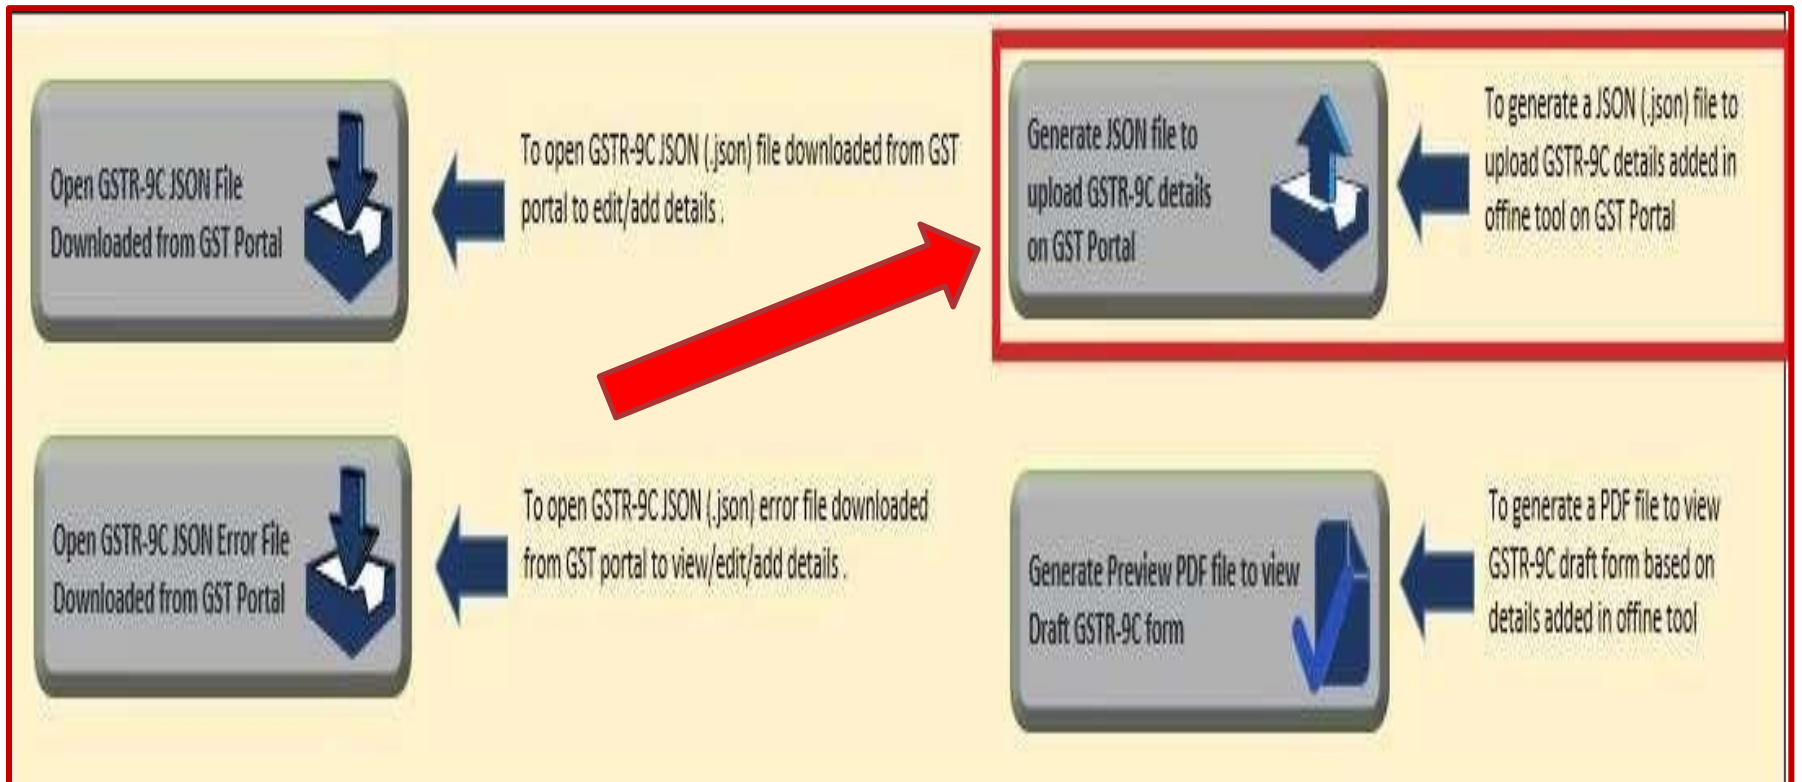 Open GSTR-9C JSON File
Downloaded from GST Portal
To open GSTR-9C JSON (.json) file downloaded from GST
portal to edit/add details .
Generate JSON file to
upload GSTR-9C details
on GST Portal
To generate a JSON (.json) file to
upload GSTR-9C details added in
offine tool on GST Portal
Open GSTR-9C JSON Error File
Downloaded from GST Portal
To open GSTR-9C JSON (.json) error file downloaded
from GST portal to view/edit/add details .
Generate Preview PDF file to view
Draft GSTR-9C form
To generate a PDF file to view
GSTR-9C draft form based on
details added in offine tool